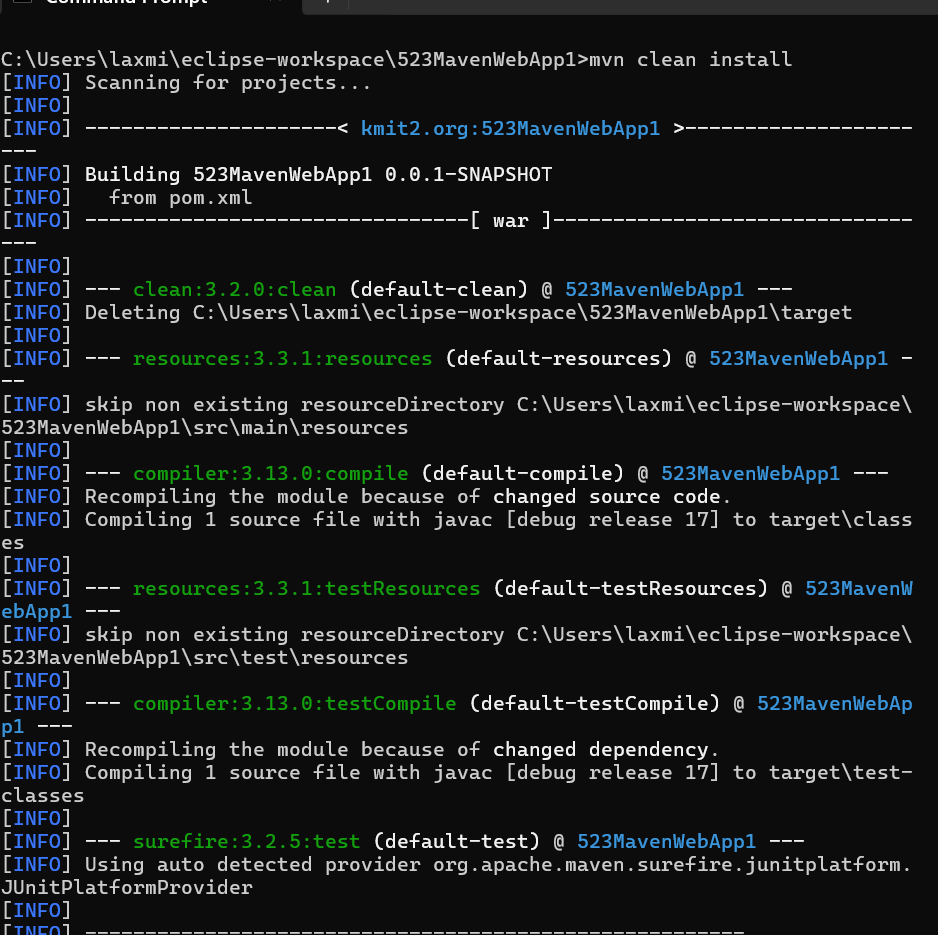 Command Prompt
C:\Users\laxmi\eclipse-workspace\523MavenWebApp1>mvn clean install
[INFO] Scanning for projects...
[INFO]
[INFO] ---------------------< kmit2.org:523MavenWebApp1 >-------------------
---
[INFO] Building 523MavenWebApp1 0.0.1-SNAPSHOT
[INFO]   from pom.xml
[INFO] --------------------------------[ war ]------------------------------
---
[INFO]
[INFO] --- clean:3.2.0:clean (default-clean) @ 523MavenWebApp1 ---
[INFO] Deleting C:\Users\laxmi\eclipse-workspace\523MavenWebApp1\target
[INFO]
[INFO] --- resources:3.3.1:resources (default-resources) @ 523MavenWebApp1 -
--
[INFO] skip non existing resourceDirectory C:\Users\laxmi\eclipse-workspace\
523MavenWebApp1\src\main\resources
[INFO]
[INFO] --- compiler:3.13.0:compile (default-compile) @ 523MavenWebApp1 ---
[INFO] Recompiling the module because of changed source code.
[INFO] Compiling 1 source file with javac [debug release 17] to target\class
es
[INFO]
[INFO] --- resources:3.3.1:testResources (default-testResources) @ 523MavenW
ebApp1 ---
[INFO] skip non existing resourceDirectory C:\Users\laxmi\eclipse-workspace\
523MavenWebApp1\src\test\resources
[INFO]
[INFO] --- compiler:3.13.0:testCompile (default-testCompile) @ 523MavenWebAp
p1 ---
[INFO] Recompiling the module because of changed dependency.
[INFO] Compiling 1 source file with javac [debug release 17] to target\test-
classes
[INFO]
[INFO] --- surefire:3.2.5:test (default-test) @ 523MavenWebApp1 ---
[INFO] Using auto detected provider org.apache.maven.surefire.junitplatform.
JUnitPlatformProvider
[INFO]
[INFO] -------------------------------------------------------